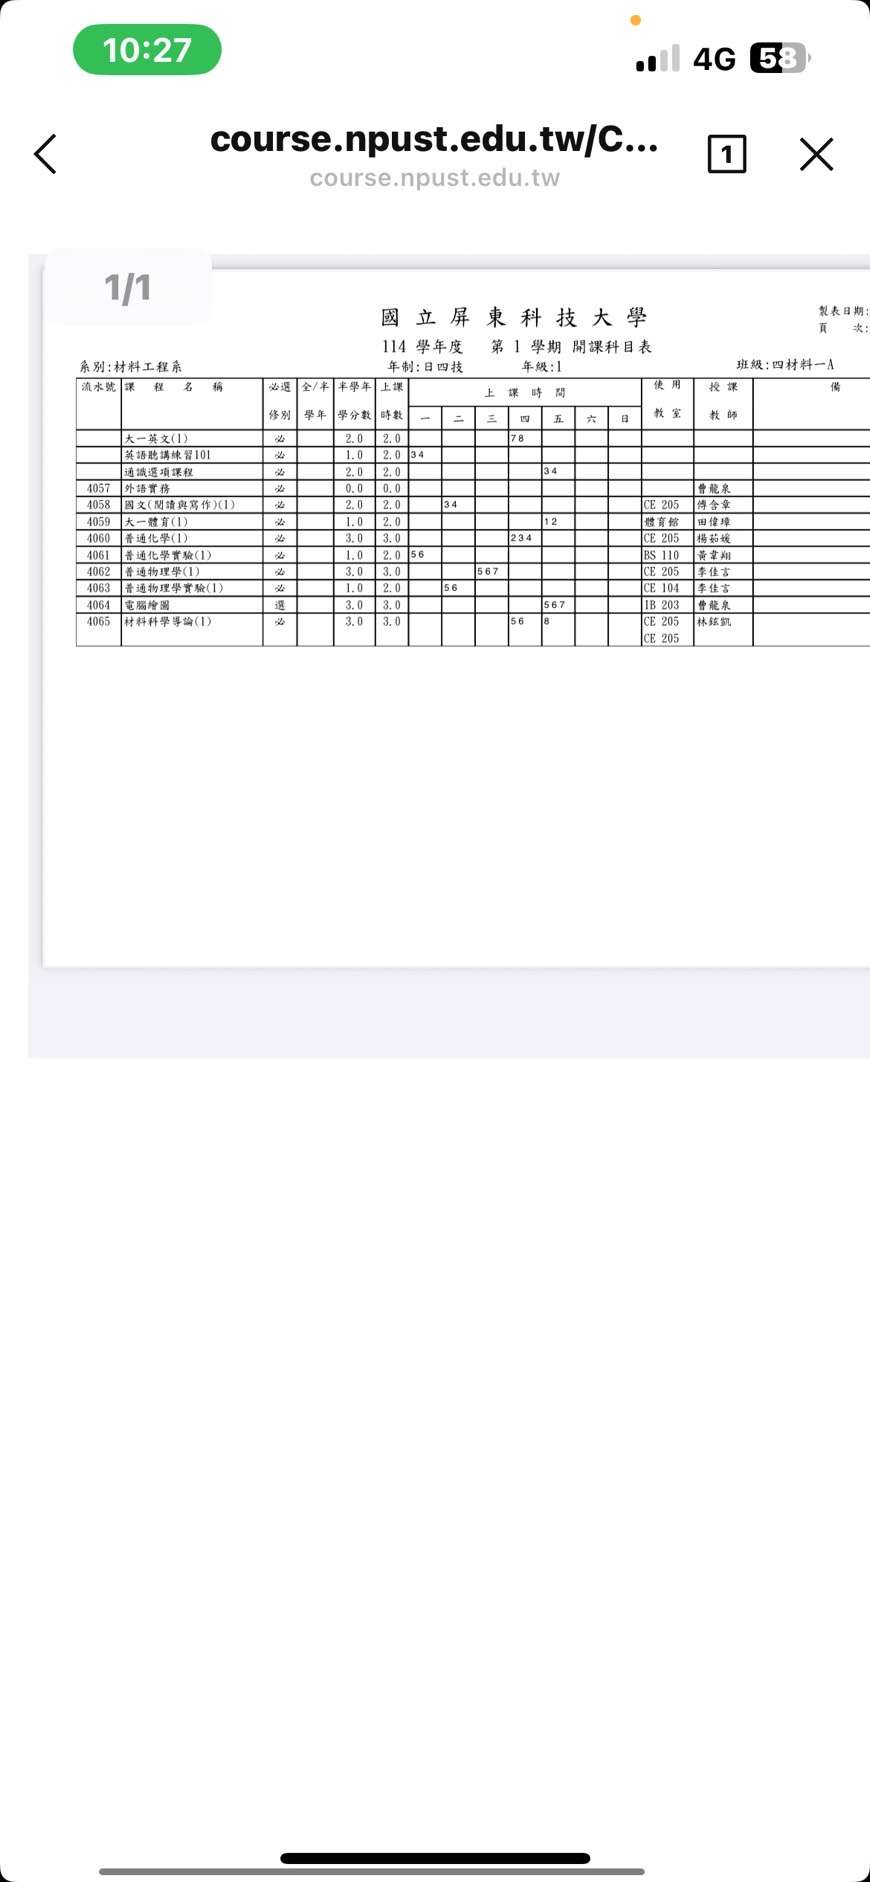 10:27
4G 58
course.npust.edu.tw/C...
1
course.npust.edu.tw
1/1
國立屏東科技大學
製表日期:
114 學年度 第 1 學期 開課科目表
頁 次:
系別:材料工程系 年制:日四技 年級:1 班級:四材料一A
流水號 課程名稱 必選修別 全/半學年 半學年學分數 上課時數 上課時間 使用教室 授課教師 備
一 二 三 四 五 六 日
大一英文(1) 必 2.0 2.0 78
英語聽講練習101 必 1.0 2.0 34
通識選項課程 必 2.0 2.0 34
4057 外語實務 必 0.0 0.0 曹龍泉
4058 國文(閱讀與寫作)(1) 必 2.0 2.0 34 CE 205 傅含章
4059 大一體育(1) 必 1.0 2.0 12 體育館 田偉璋
4060 普通化學(1) 必 3.0 3.0 234 CE 205 楊茹媛
4061 普通化學實驗(1) 必 1.0 2.0 56 BS 110 黃韋翔
4062 普通物理學(1) 必 3.0 3.0 567 CE 205 李佳言
4063 普通物理學實驗(1) 必 1.0 2.0 56 CE 104 李佳言
4064 電腦繪圖 選 3.0 3.0 567 IB 203 曹龍泉
4065 材料科學導論(1) 必 3.0 3.0 56 8 CE 205 林鉉凱
CE 205